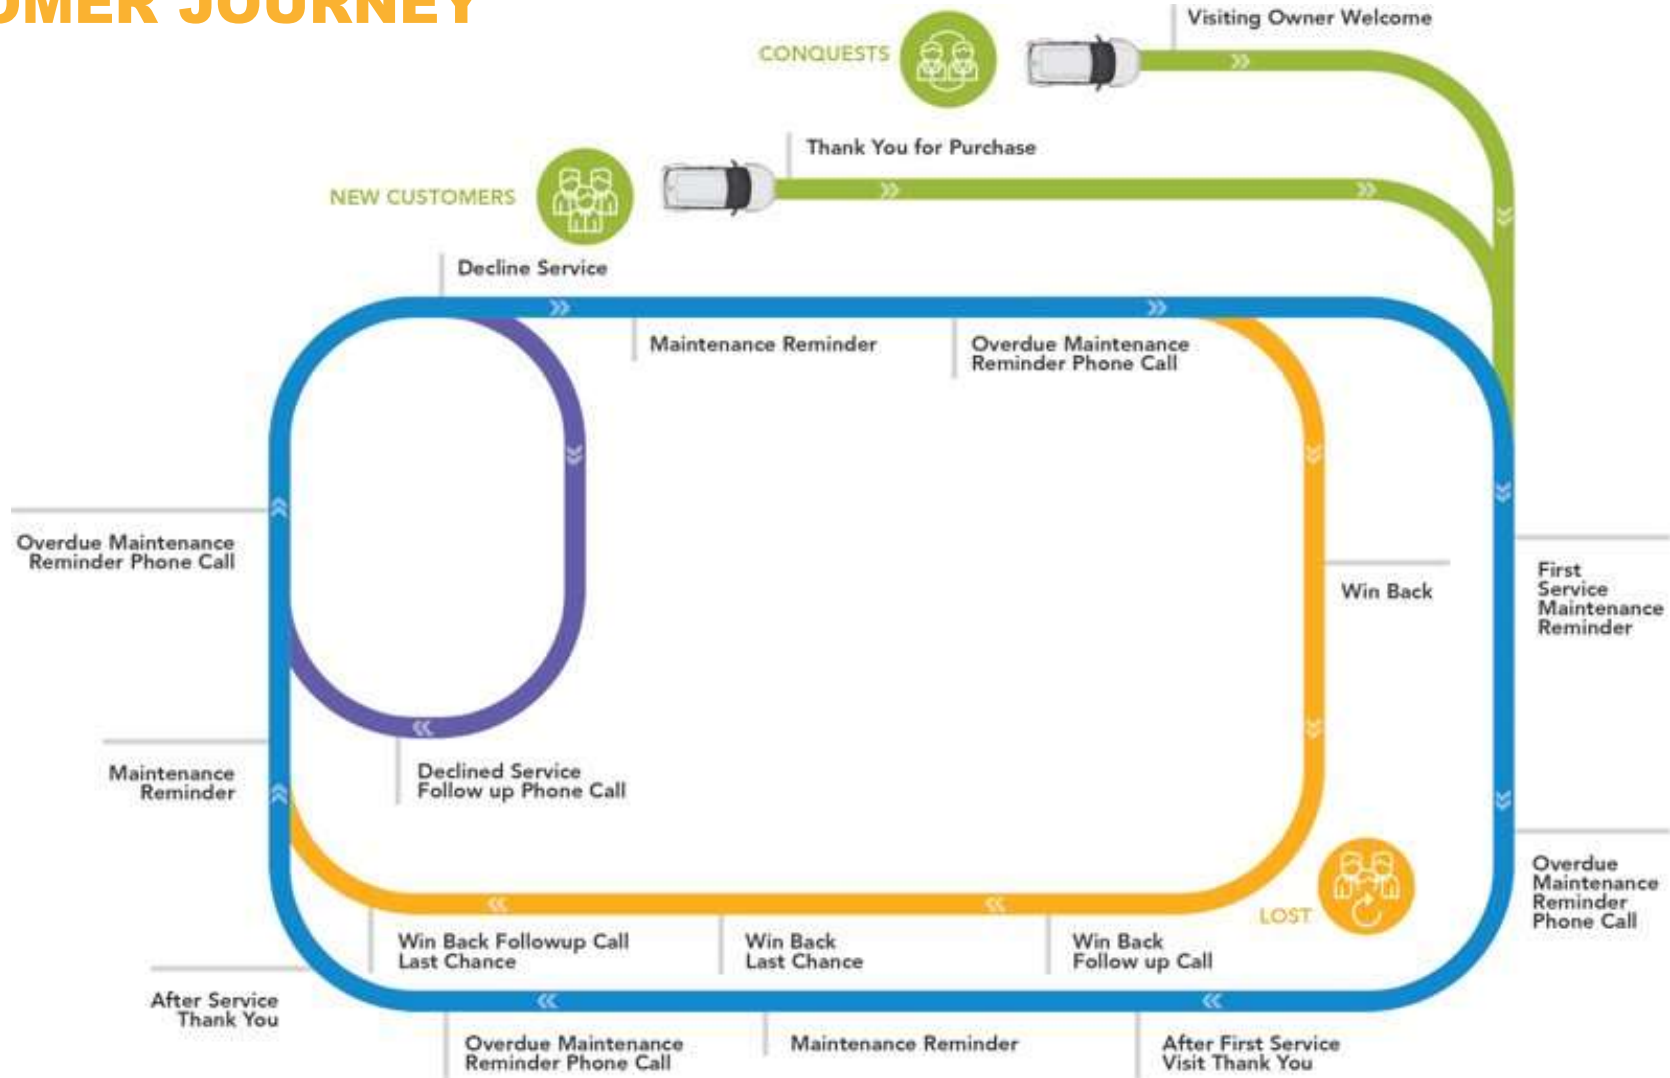 OMER JOURNEY
Visiting Owner Welcome
CONQUESTS
Thank You for Purchase
NEW CUSTOMERS
Decline Service
Maintenance Reminder
Overdue Maintenance
Reminder Phone Call
Overdue Maintenance
Reminder Phone Call
Win Back
First
Service
Maintenance
Reminder
Maintenance
Reminder
Declined Service
Follow up Phone Call
LOST
Overdue
Maintenance
Reminder
Phone Call
Win Back Followup Call
Last Chance
Win Back
Last Chance
Win Back
Follow up Call
After Service
Thank You
Overdue Maintenance
Reminder Phone Call
Maintenance Reminder
After First Service
Visit Thank You